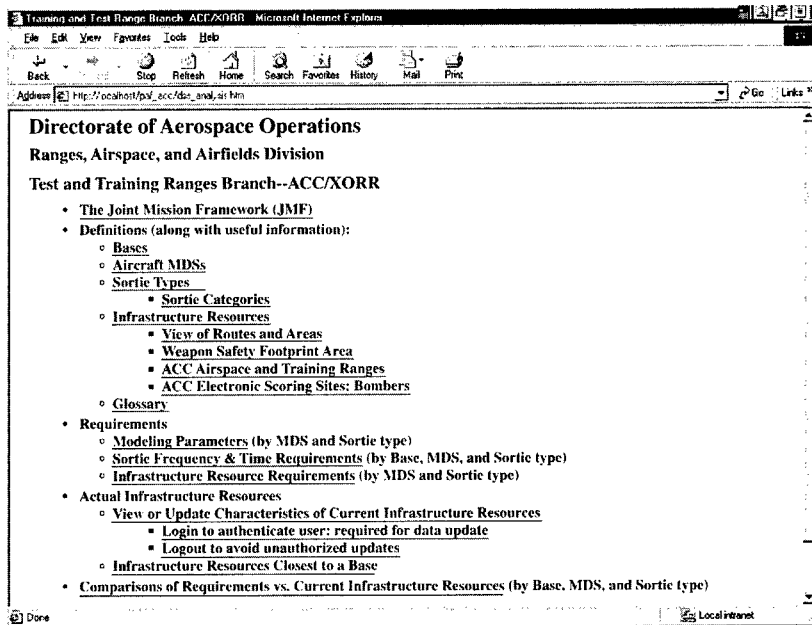 Training and Test Range Branch ACC/XORR Microsoft Internet Explorer
File Edit View Favorites Tools Help
Back Stop Refresh Home Search Favorites History Mail Print
Address Go Links
Directorate of Aerospace Operations
Ranges, Airspace, and Airfields Division
Test and Training Ranges Branch--ACC/XORR
• The Joint Mission Framework (JMF)
• Definitions (along with useful information):
○ Bases
○ Aircraft MDSs
○ Sortie Types
▪ Sortie Categories
○ Infrastructure Resources
▪ View of Routes and Areas
▪ Weapon Safety Footprint Area
▪ ACC Airspace and Training Ranges
▪ ACC Electronic Scoring Sites: Bombers
○ Glossary
• Requirements
○ Modeling Parameters (by MDS and Sortie type)
○ Sortie Frequency & Time Requirements (by Base, MDS, and Sortie type)
○ Infrastructure Resource Requirements (by MDS and Sortie type)
• Actual Infrastructure Resources
○ View or Update Characteristics of Current Infrastructure Resources
▪ Login to authenticate user: required for data update
▪ Logout to avoid unauthorized updates
○ Infrastructure Resources Closest to a Base
• Comparisons of Requirements vs. Current Infrastructure Resources (by Base, MDS, and Sortie type)
Done Local intranet